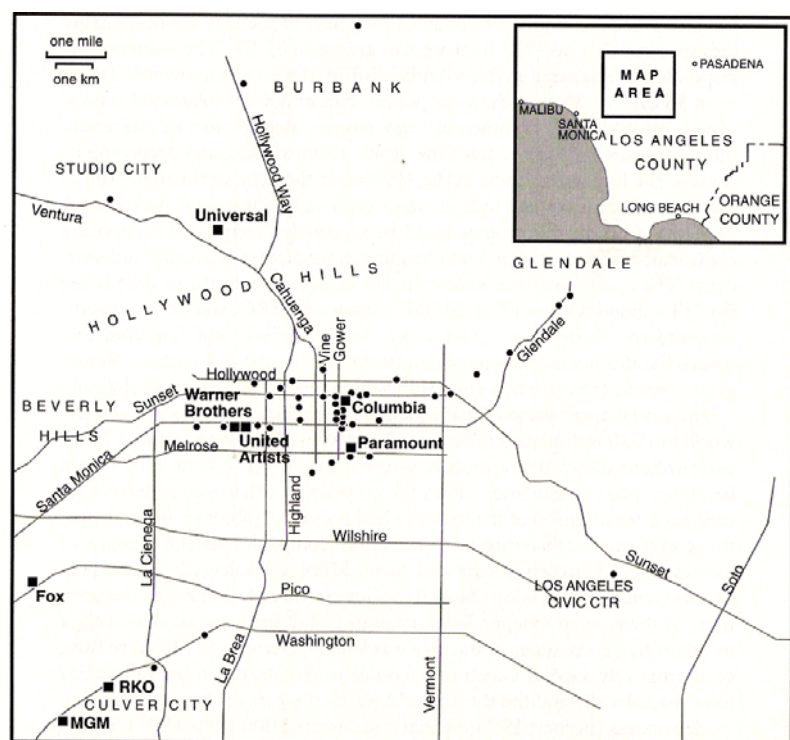 one mile
one km
BURBANK
Hollywood Way
STUDIO CITY
Ventura
Universal
MAP
AREA
PASADENA
MALIBU
SANTA
MONICA
LOS ANGELES
COUNTY
LONG BEACH
ORANGE
COUNTY
HOLLYWOOD HILLS
Cahuenga
GLENDALE
Glendale
Vine
Gower
Hollywood
Sunset
BEVERLY
HILLS
Warner
Brothers
Columbia
United
Artists
Paramount
Melrose
Santa Monica
Highland
La Cienega
Wilshire
Sunset
Soto
LOS ANGELES
CIVIC CTR
Fox
Pico
Washington
La Brea
Vermont
RKO
CULVER CITY
MGM